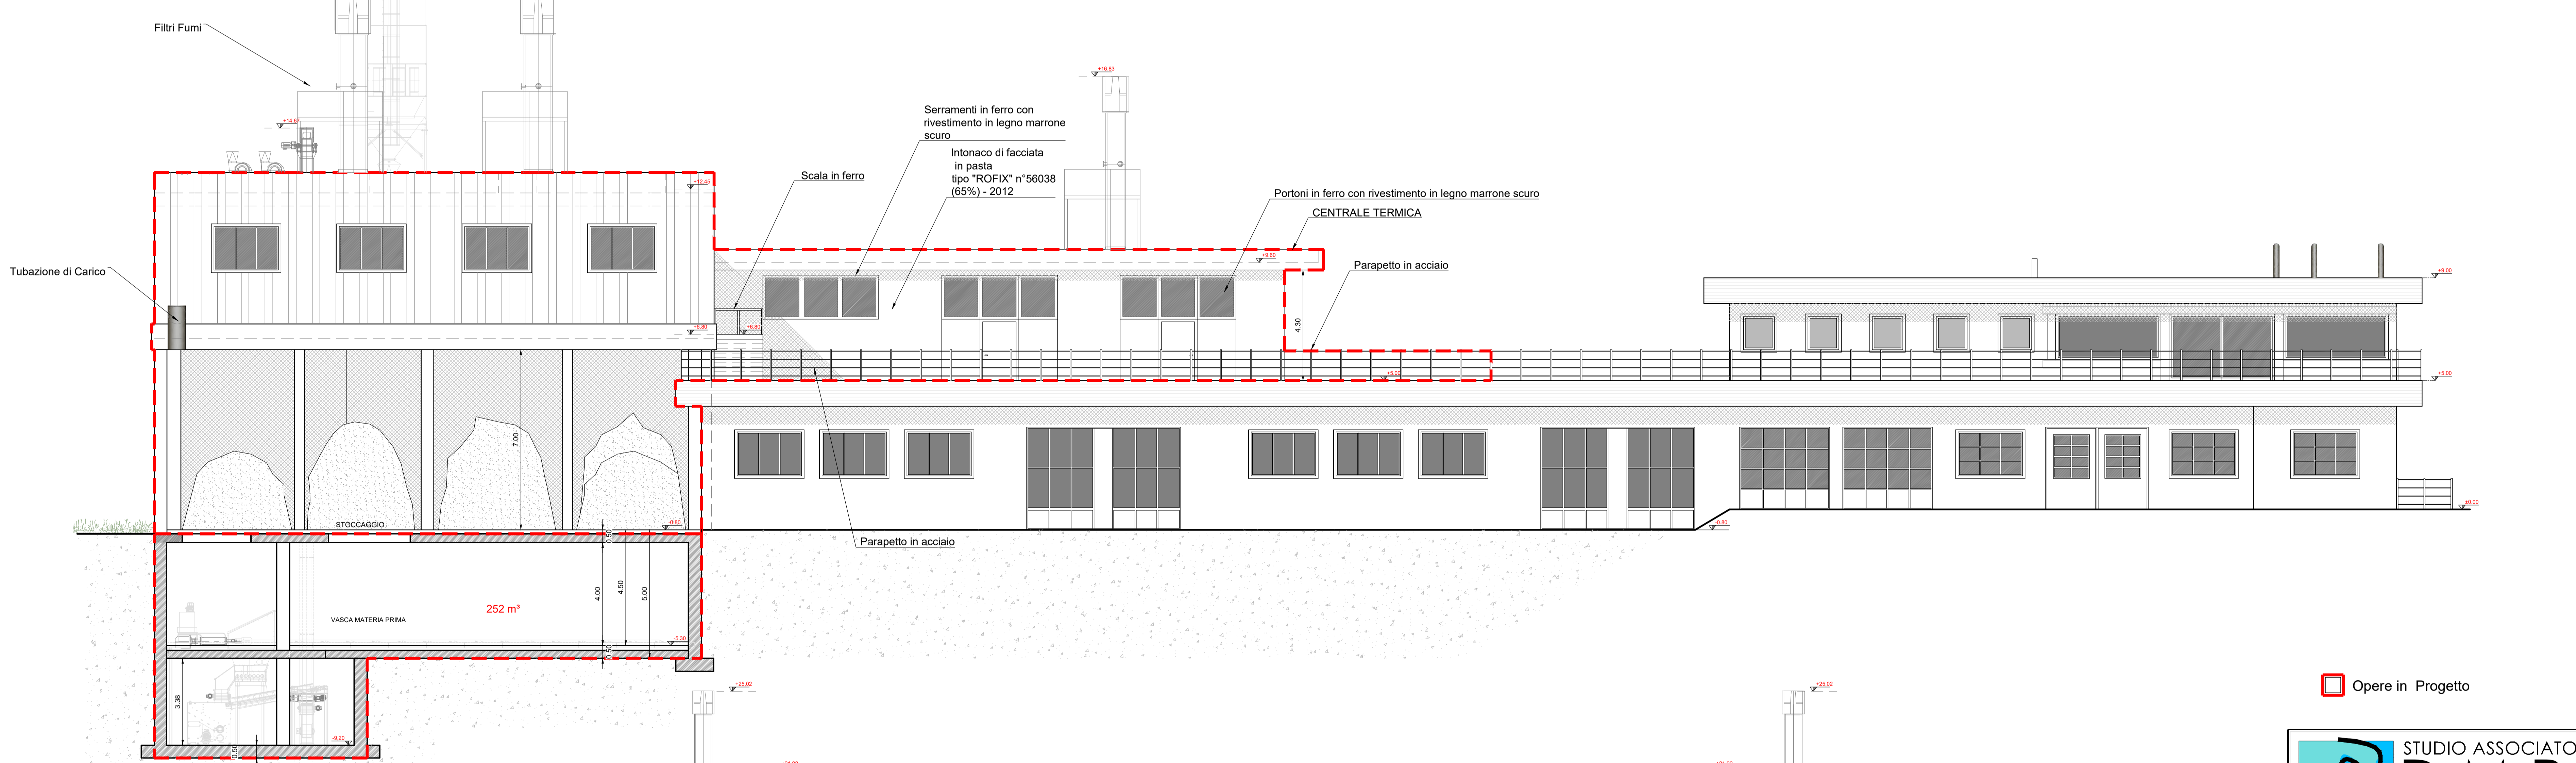 Filtri Fumi
+14.67
+16.83
Serramenti in ferro con
rivestimento in legno marrone
scuro
Intonaco di facciata
in pasta
tipo "ROFIX" n°56038
(65%) - 2012
Scala in ferro
+12.45
Portoni in ferro con rivestimento in legno marrone scuro
CENTRALE TERMICA
+9.60
Parapetto in acciaio
Tubazione di Carico
+9.00
+6.80
+6.80
4.30
+5.00
+5.00
7.00
±0.00
STOCCAGGIO
-0.80
-0.80
0.50
Parapetto in acciaio
4.00
4.50
5.00
252 m³
VASCA MATERIA PRIMA
-5.30
0.50
3.38
-9.20
0.50
+25.02
+25.02
Opere in Progetto
STUDIO ASSOCIATO